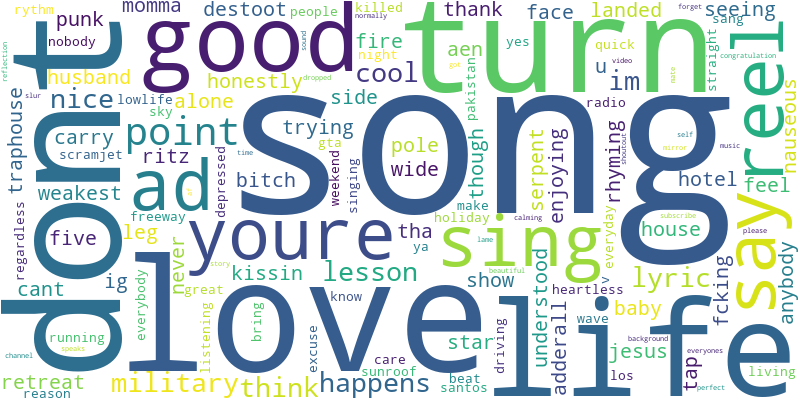 rythm
momma
destoot
people
killed
normally
thank
face
landed
seeing
sang
forget
punk
nobody
good
turn
dont
fire
night
yes
quick
straight
congratulation
husband
honestly
cool
u
im
video
reflection
slur
dropped
sound
got
nice
lowlife
alone
side
aen
pakistan
radio
reel
nauseous
traphouse
carry
sky
point
trying
gta
song
pole
scramjet
ritz
wide
though
rhyming
self
mirror
music
shoutout
mate
weakest
ad
bitch
depressed
time
weekend
singing
serpent
enjoying
hotel
feel
regardless
freeway
make
holiday
calming
everyday
subscribe
please
say
anybody
five
leg
never
youre
tha
ya
sing
house
cant
ig
story
kissin
lesson
lame
beautiful
show
understood
lyric
fcking
everybody
great
listening
bring
know
heartless
v
baby
love
life
running
speaks
channel
star
driving
adderall
wave
background
jesus
tap
everyones
living
retreat
reason
military
think
excuse
care
sunroof
happens
beat
santos
los
perfect